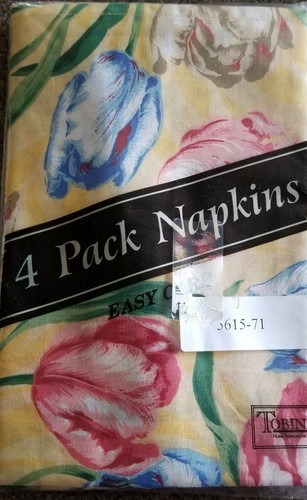 4 Pack Napkins
EASY
5615-71
TOBIN